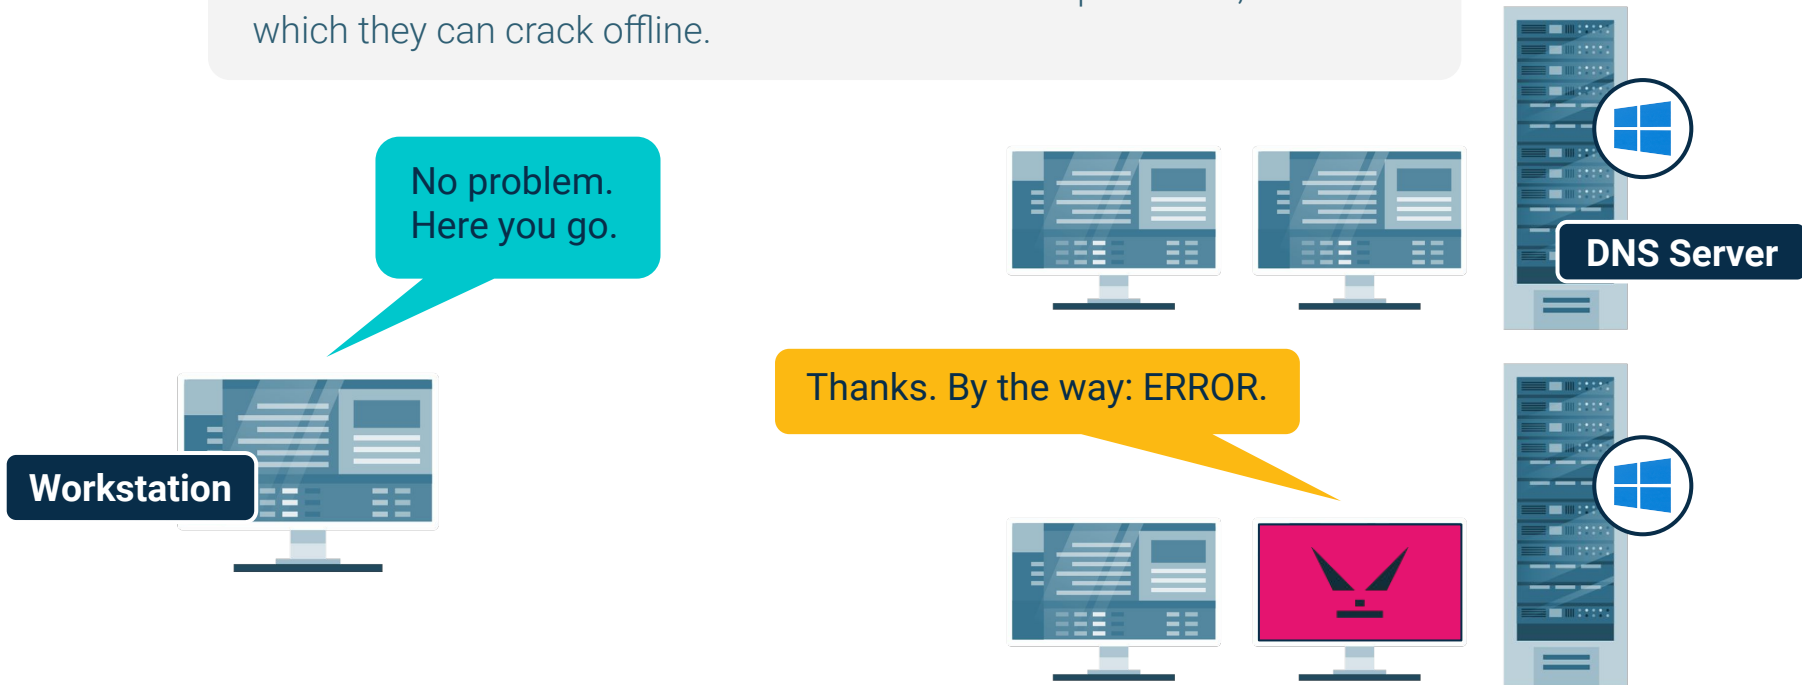 which they can crack offline.
No problem.
Here you go.
DNS Server
Thanks. By the way: ERROR.
Workstation